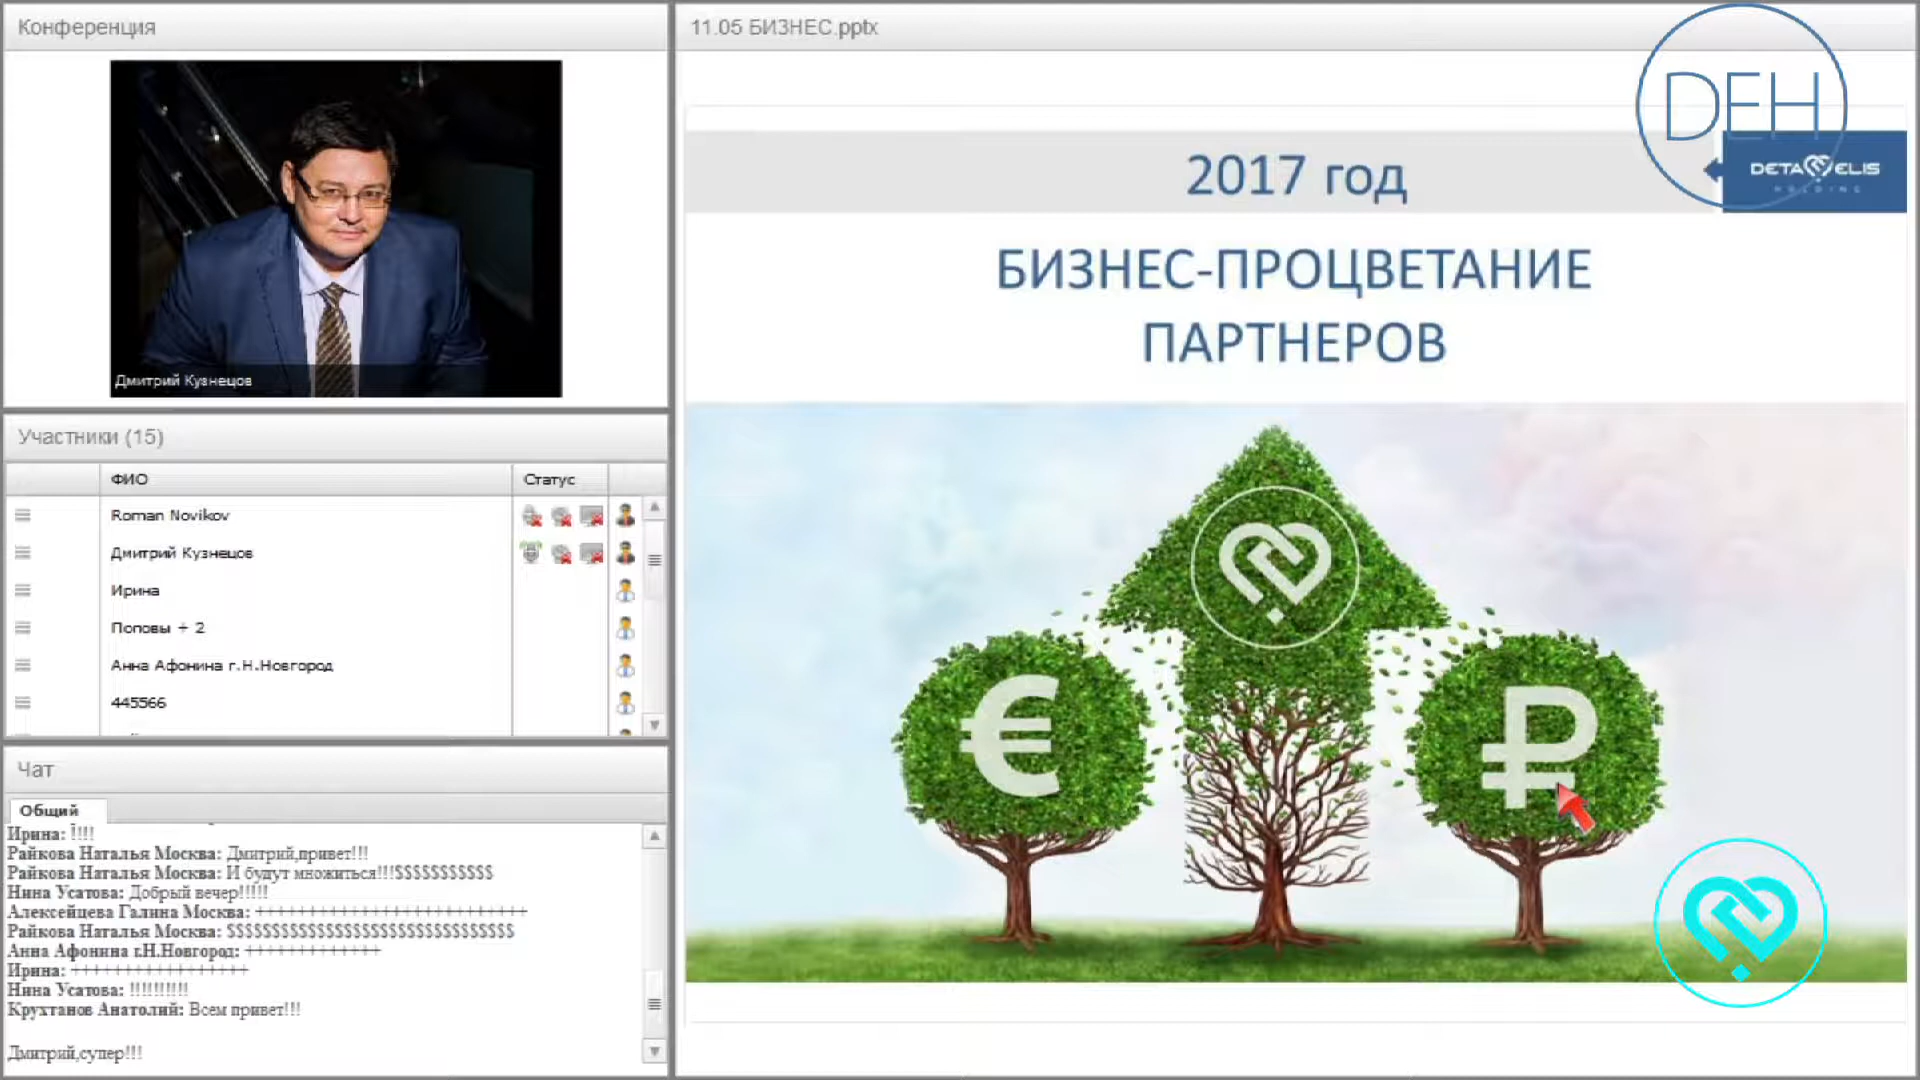 Конференция
Дмитрий Кузнецов
Участники (15)
ФИО
Статус
Roman Novikov
Дмитрий Кузнецов
Ирина
Поповы + 2
Анна Афонина г.Н.Новгород
445566
Чат
Общий
Ирина: !!!!
Райкова Наталья Москва: Дмитрий,привет!!!
Райкова Наталья Москва: И будут множиться!!!$$$$$$$$$$$
Нина Усатова: Добрый вечер!!!!!
Алексейцева Галина Москва: ++++++++++++++++++++++++++
Райкова Наталья Москва: $$$$$$$$$$$$$$$$$$$$$$$$$$$$$$$$
Анна Афонина г.Н.Новгород: +++++++++++++
Ирина: +++++++++++++++++
Нина Усатова: !!!!!!!!!!
Крухтанов Анатолий: Всем привет!!!
Дмитрий,супер!!!
11.05 БИЗНЕС.pptx
DEH
DETA ELIS
HOLDING
2017 год
БИЗНЕС-ПРОЦВЕТАНИЕ
ПАРТНЕРОВ
€
₽